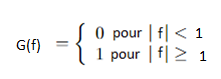 G(f) = { 0 pour | f| < 1
1 pour | f| ≥ 1